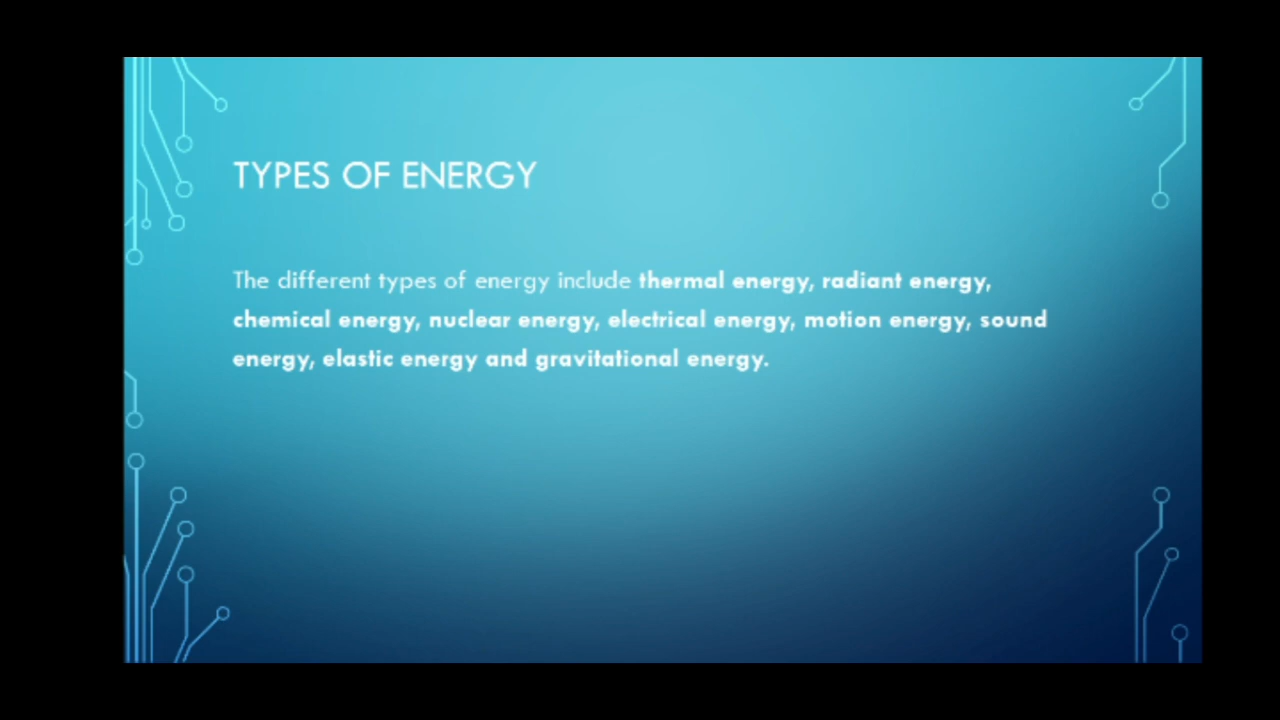 TYPES OF ENERGY
The different types of energy include thermal energy, radiant energy,
chemical energy, nuclear energy, electrical energy, motion energy, sound
energy, elastic energy and gravitational energy.